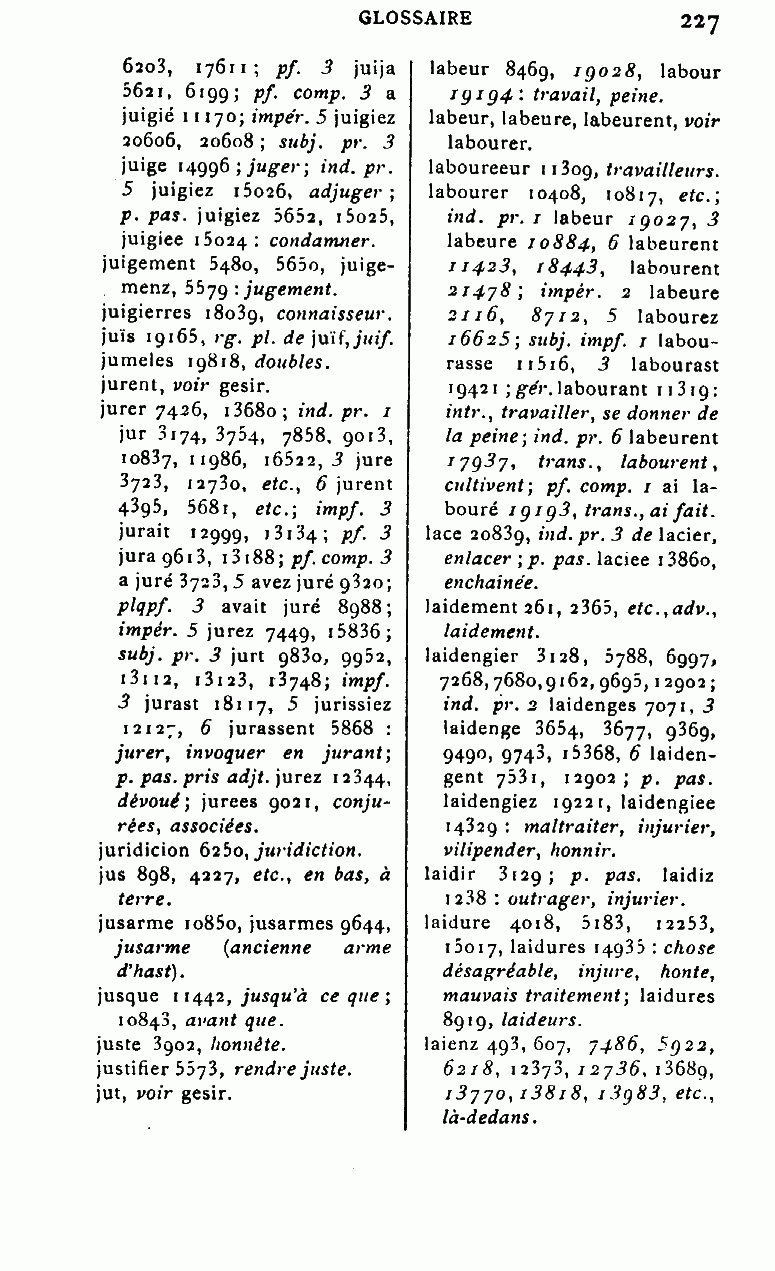 GLOSSAIRE 227
6203, 17611 ; pf. 3 juija
5621, 6199; pf. comp. 3 a
juigié 11170; impér. 5 juigiez
20606, 20608 ; subj. pr. 3
juige 14996 ; juger ; ind. pr.
5 juigiez 15026, adjuger ;
p. pas. juigiez 5652, 15025,
juigiee 15024 : condamner.
juigement 5480, 5650, juige-
menz, 5579 : jugement.
juigierres 18039, connaisseur.
juïs 19165, rg. pl. de juïf, juif.
jumeles 19818, doubles.
jurent, voir gesir.
jurer 7426, 13680 ; ind. pr. 1
jur 3174, 3754, 7858, 9013,
10837, 11986, 16522, 3 jure
3723, 12730, etc., 6 jurent
4395, 5681, etc.; impf. 3
jurait 12999, 13134 ; pf. 3
jura 9613, 13188; pf. comp. 3
a juré 3723, 5 avez juré 9320;
plqpf. 3 avait juré 8988;
impér. 5 jurez 7449, 15836 ;
subj. pr. 3 jurt 9830, 9952,
13112, 13123, 13748; impf.
3 jurast 18117, 5 jurissiez
12127, 6 jurassent 5868 :
jurer, invoquer en jurant;
p. pas. pris adjt. jurez 12344,
dévoué ; jurees 9021, conju-
rées, associées.
juridicion 6250, juridiction.
jus 898, 4227, etc., en bas, à
terre.
jusarme 10850, jusarmes 9644,
jusarme (ancienne arme
d'hast).
jusque 11442, jusqu'à ce que ;
10843, avant que.
juste 3902, honnête.
justifier 5573, rendre juste.
jut, voir gesir.
labeur 8469, 19028, labour
19194 : travail, peine.
labeur, labeure, labeurent, voir
labourer.
laboureeur 11309, travailleurs.
labourer 10408, 10817, etc.;
ind. pr. 1 labeur 19027, 3
labeure 10884, 6 labeurent
11423, 18443, labourent
21478 ; impér. 2 labeure
2116, 8712, 5 labourez
16625 ; subj. impf. 1 labou-
rasse 11516, 3 labourast
19421 ; gér. labourant 11319 :
intr., travailler, se donner de
la peine ; ind. pr. 6 labeurent
17937, trans., labourent,
cultivent ; pf. comp. 1 ai la-
bouré 19193, trans., ai fait.
lace 20839, ind. pr. 3 de lacier,
enlacer ; p. pas. laciee 13860,
enchainée.
laidement 261, 2365, etc., adv.,
laidement.
laidengier 3128, 5788, 6997,
7268, 7680, 9162, 9695, 12902 ;
ind. pr. 2 laidenges 7071, 3
laidenge 3654, 3677, 9369,
9490, 9743, 15368, 6 laiden-
gent 7531, 12902 ; p. pas.
laidengiez 19221, laidengiee
14329 : maltraiter, injurier,
vilipender, honnir.
laidir 3129 ; p. pas. laidiz
1238 : outrager, injurier.
laidure 4018, 5183, 12253,
15017, laidures 14935 : chose
désagréable, injure, honte,
mauvais traitement ; laidures
8919, laideurs.
laienz 493, 607, 7486, 5922,
6218, 12373, 12736, 13689,
13770, 13818, 13983, etc.,
là-dedans.